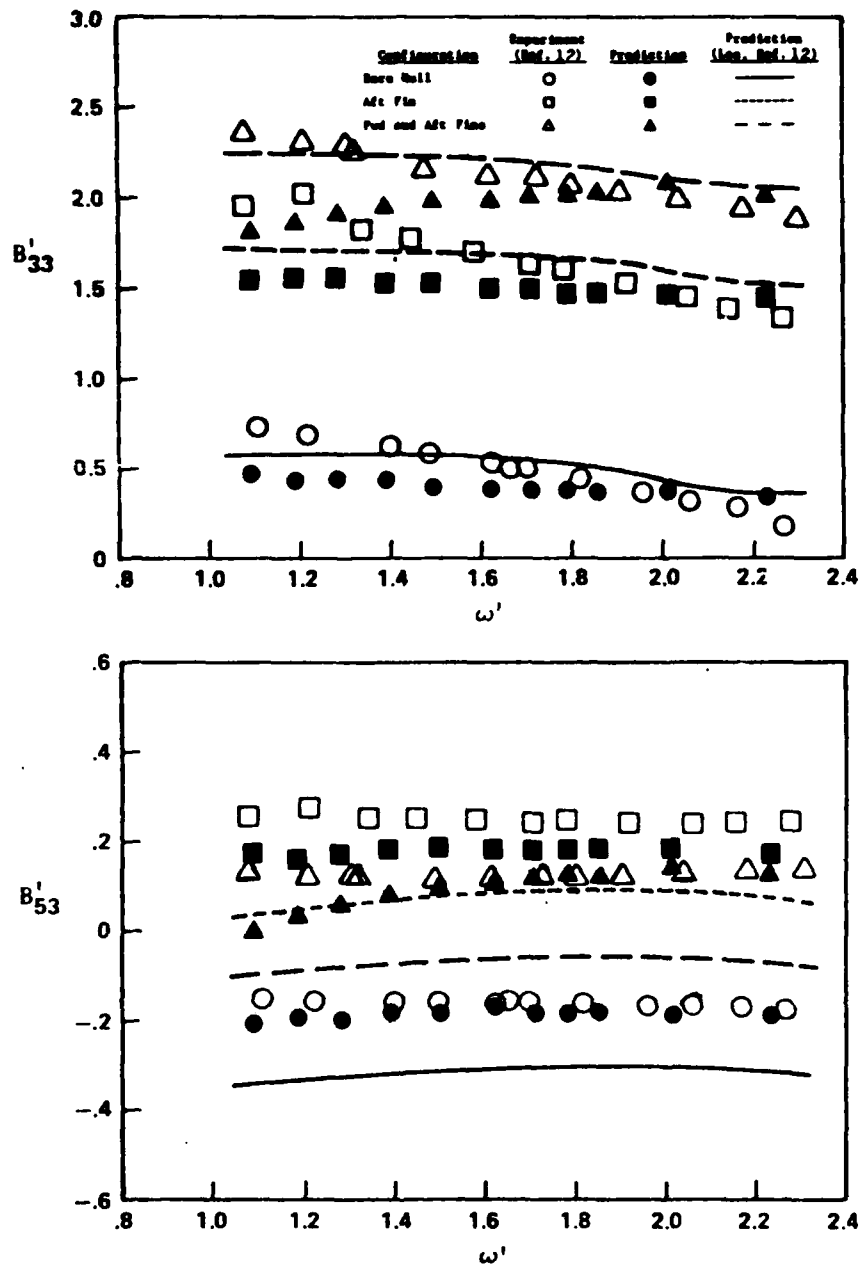 3.0
Experiment Prediction
Configuration (Ref. 12) Prediction (Lee, Ref. 12)
Bare Hull
Aft Fin
Fwd and Aft Fins
2.5
2.0
B'33
1.5
1.0
0.5
0
.8 1.0 1.2 1.4 1.6 1.8 2.0 2.2 2.4
ω'
.6
.4
.2
B'53
0
-.2
-.4
-.6
.8 1.0 1.2 1.4 1.6 1.8 2.0 2.2 2.4
ω'